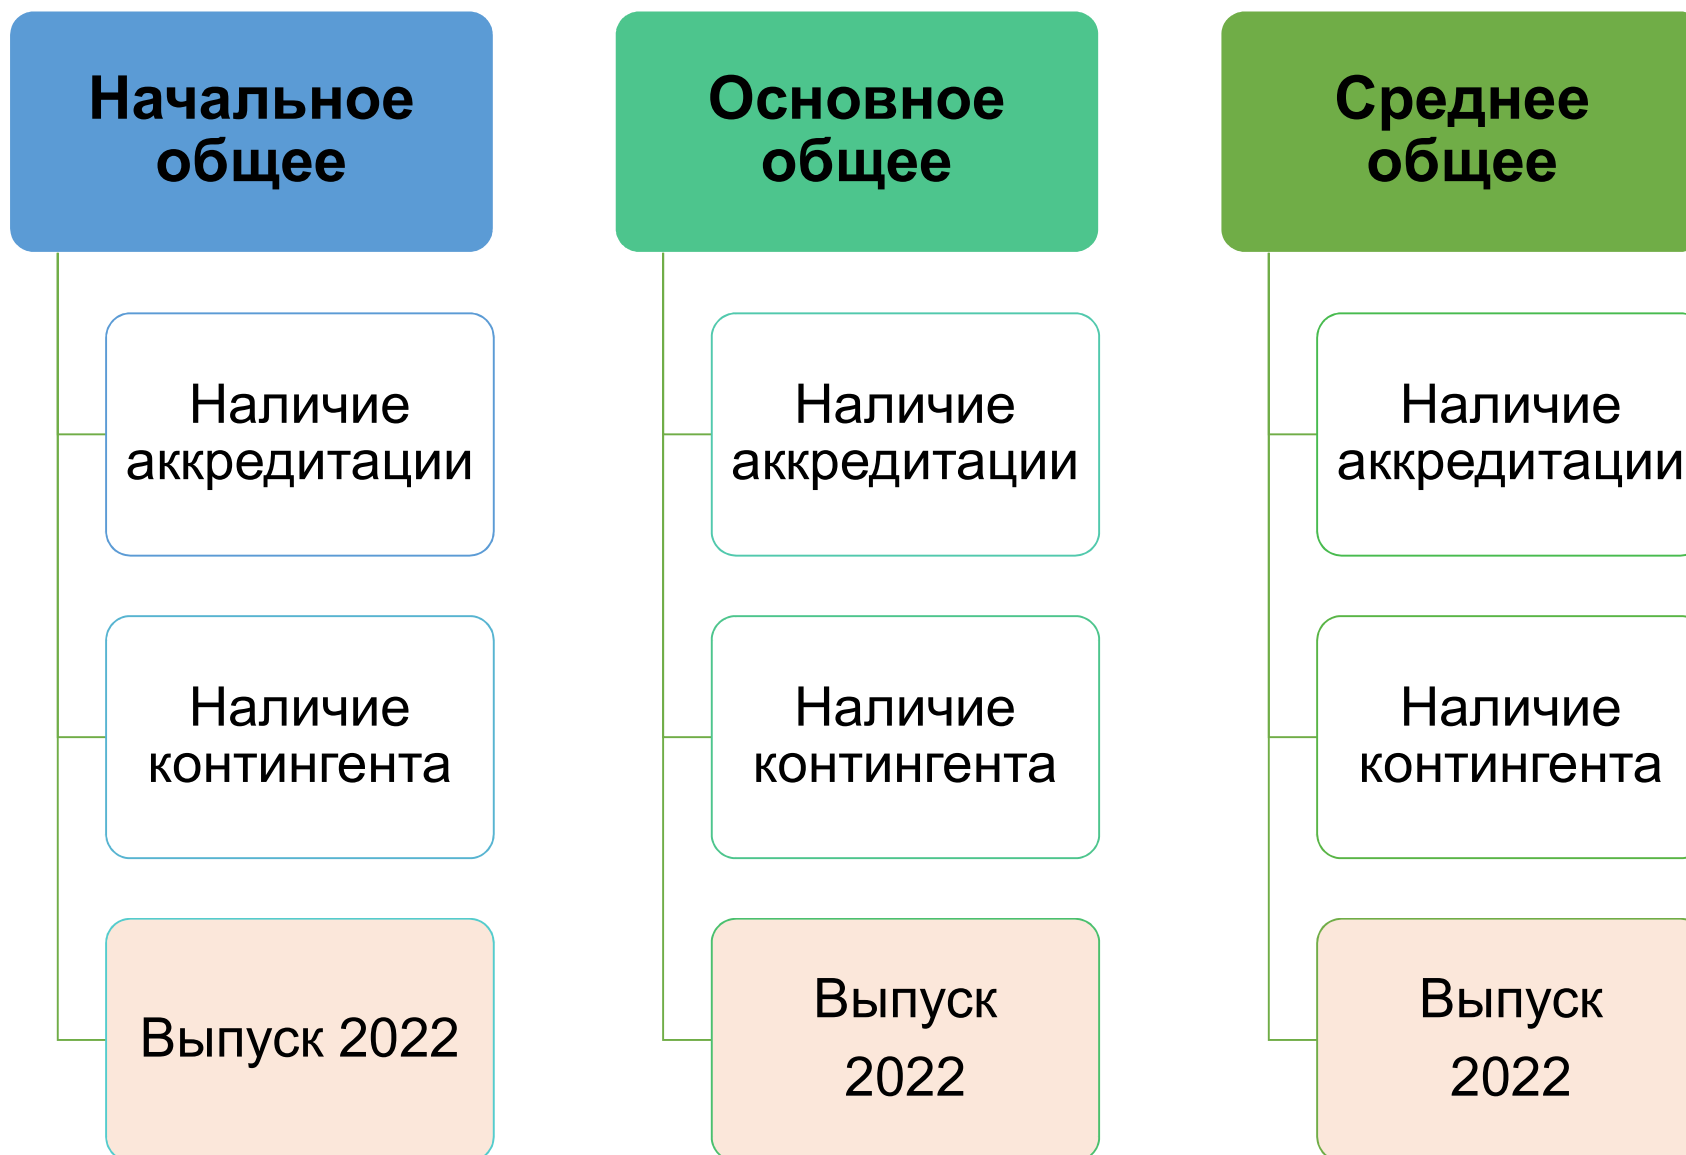 Начальное
общее
Наличие
аккредитации
Наличие
контингента
Выпуск 2022
Основное
общее
Наличие
аккредитации
Наличие
контингента
Выпуск
2022
Среднее
общее
Наличие
аккредитации
Наличие
контингента
Выпуск
2022